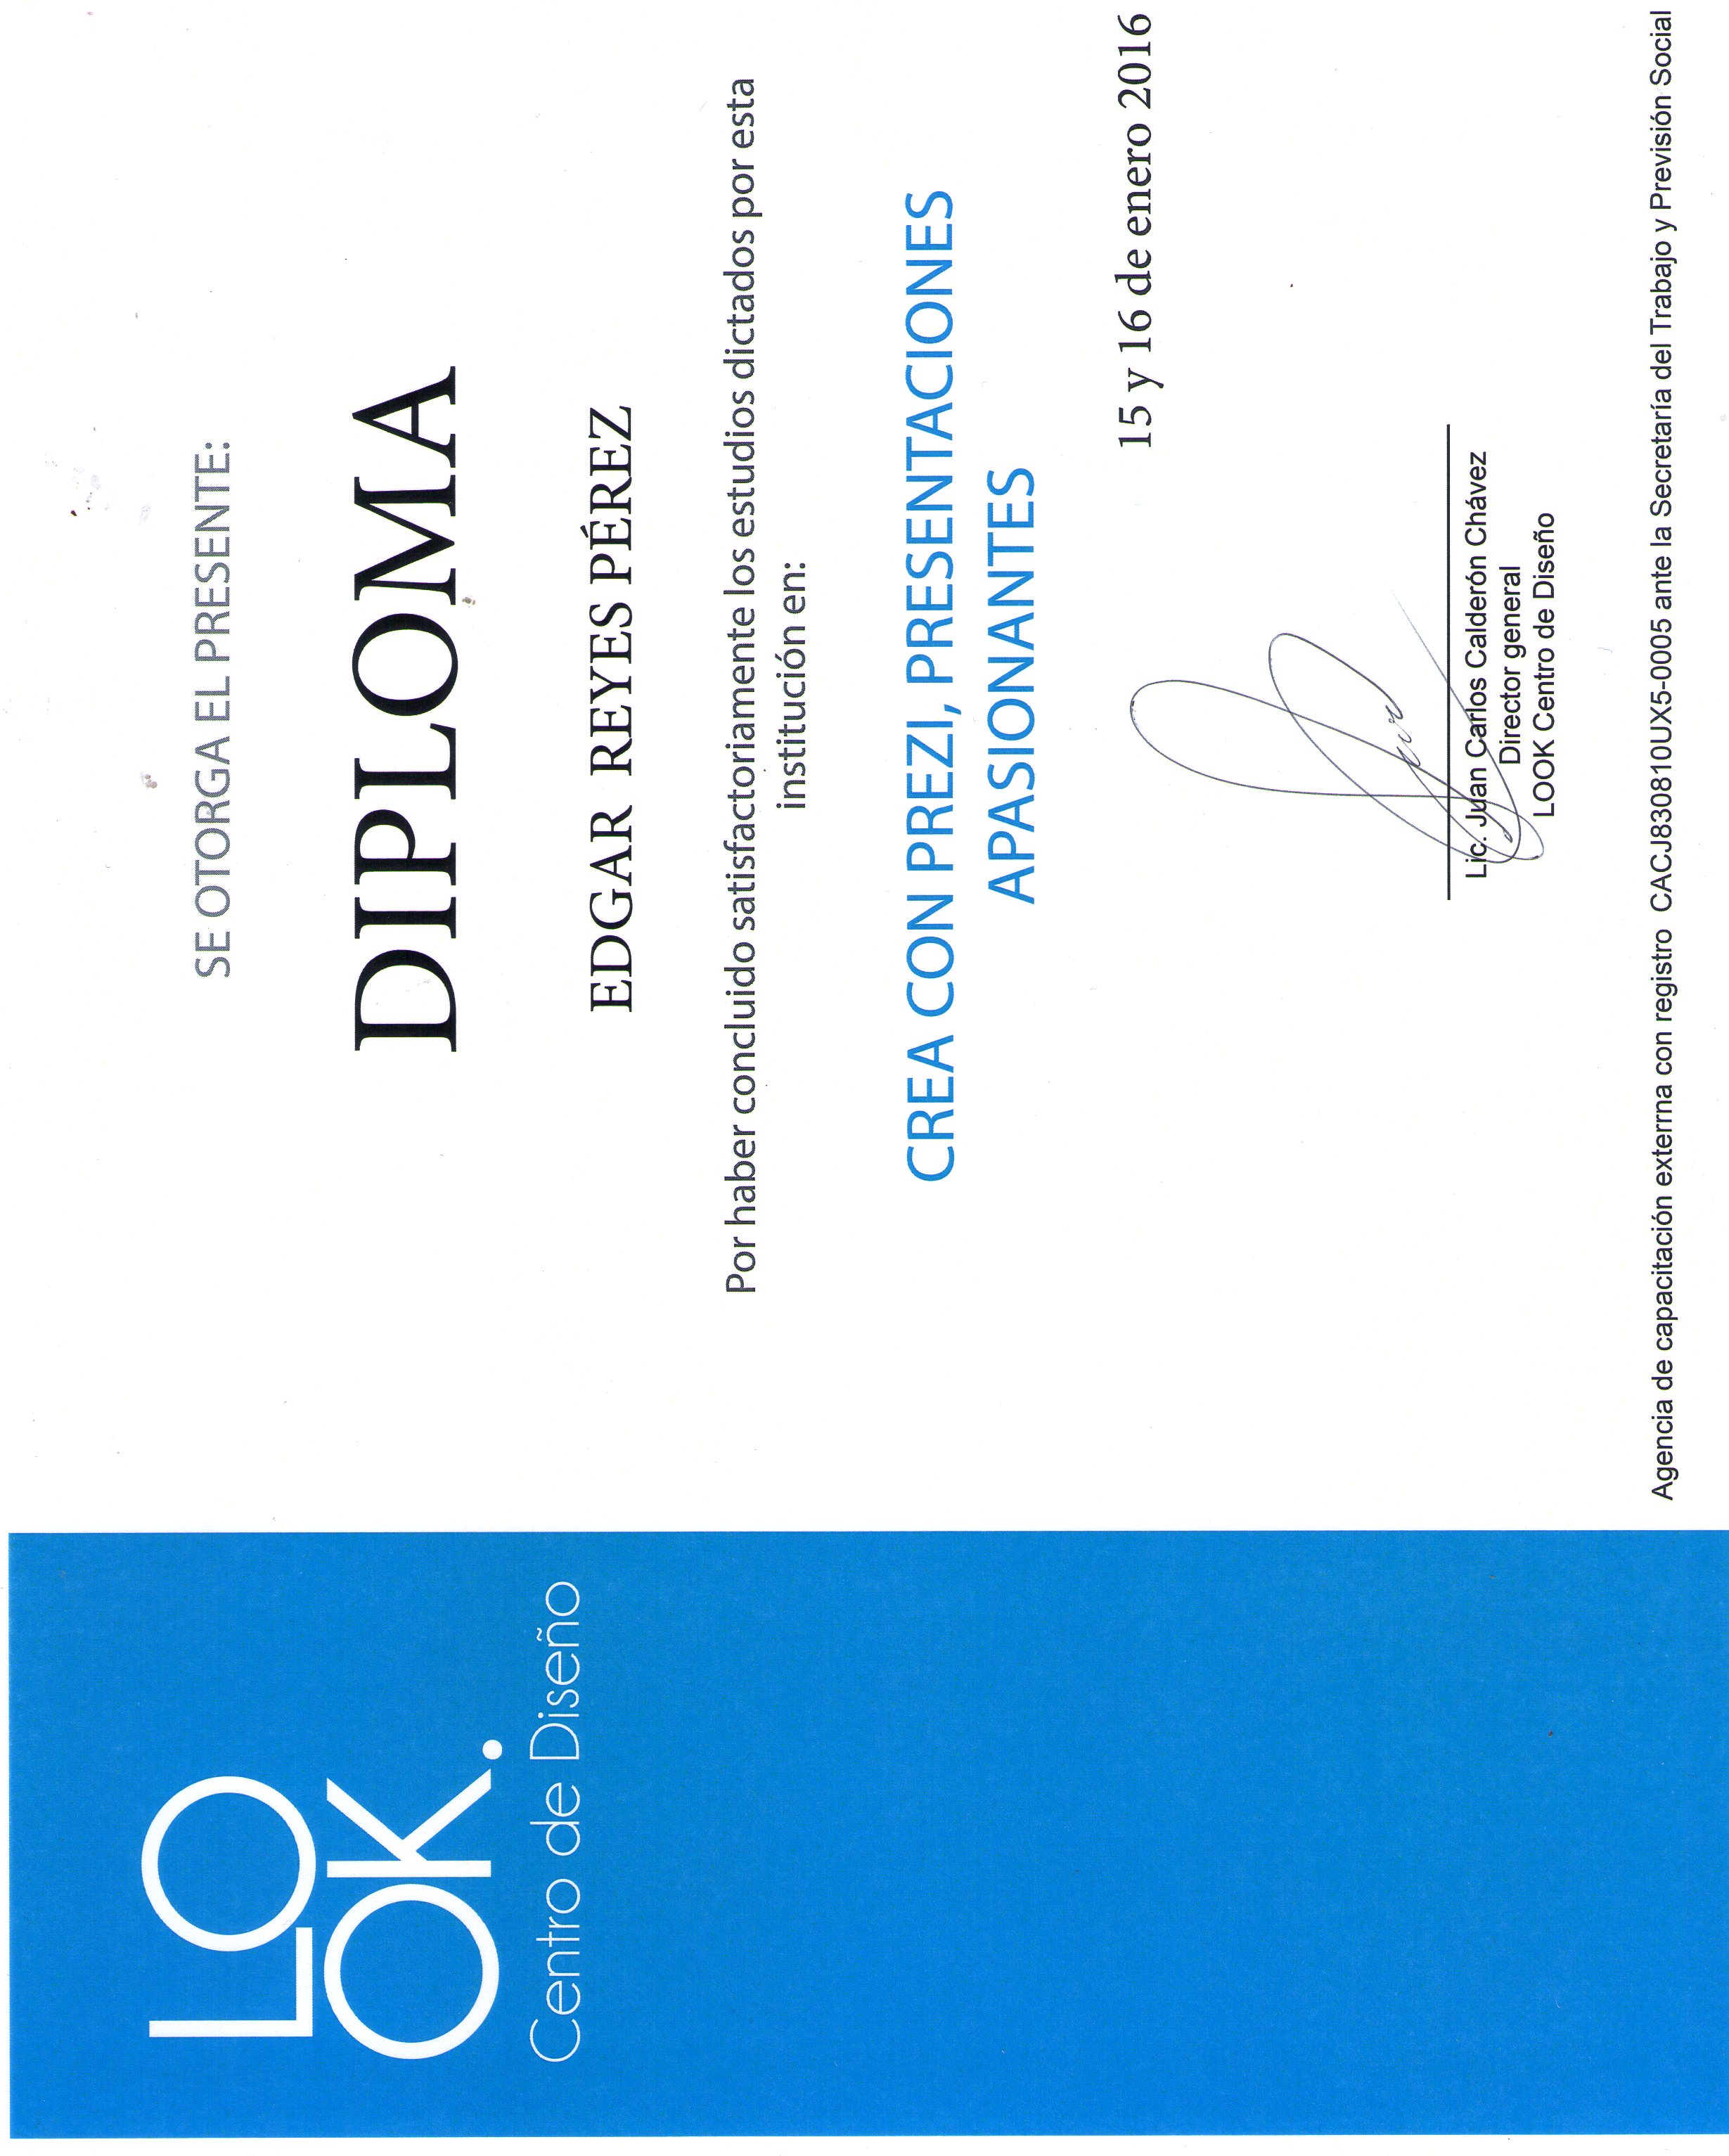 LO
OK.
Centro de Diseño
SE OTORGA EL PRESENTE:
DIPLOMA
EDGAR REYES PÉREZ
Por haber concluido satisfactoriamente los estudios dictados por esta
institución en:
CREA CON PREZI, PRESENTACIONES
APASIONANTES
15 y 16 de enero 2016
Lic. Juan Carlos Calderón Chávez
Director general
LOOK Centro de Diseño
Agencia de capacitación externa con registro CACJ830810UX5-0005 ante la Secretaría del Trabajo y Previsión Social